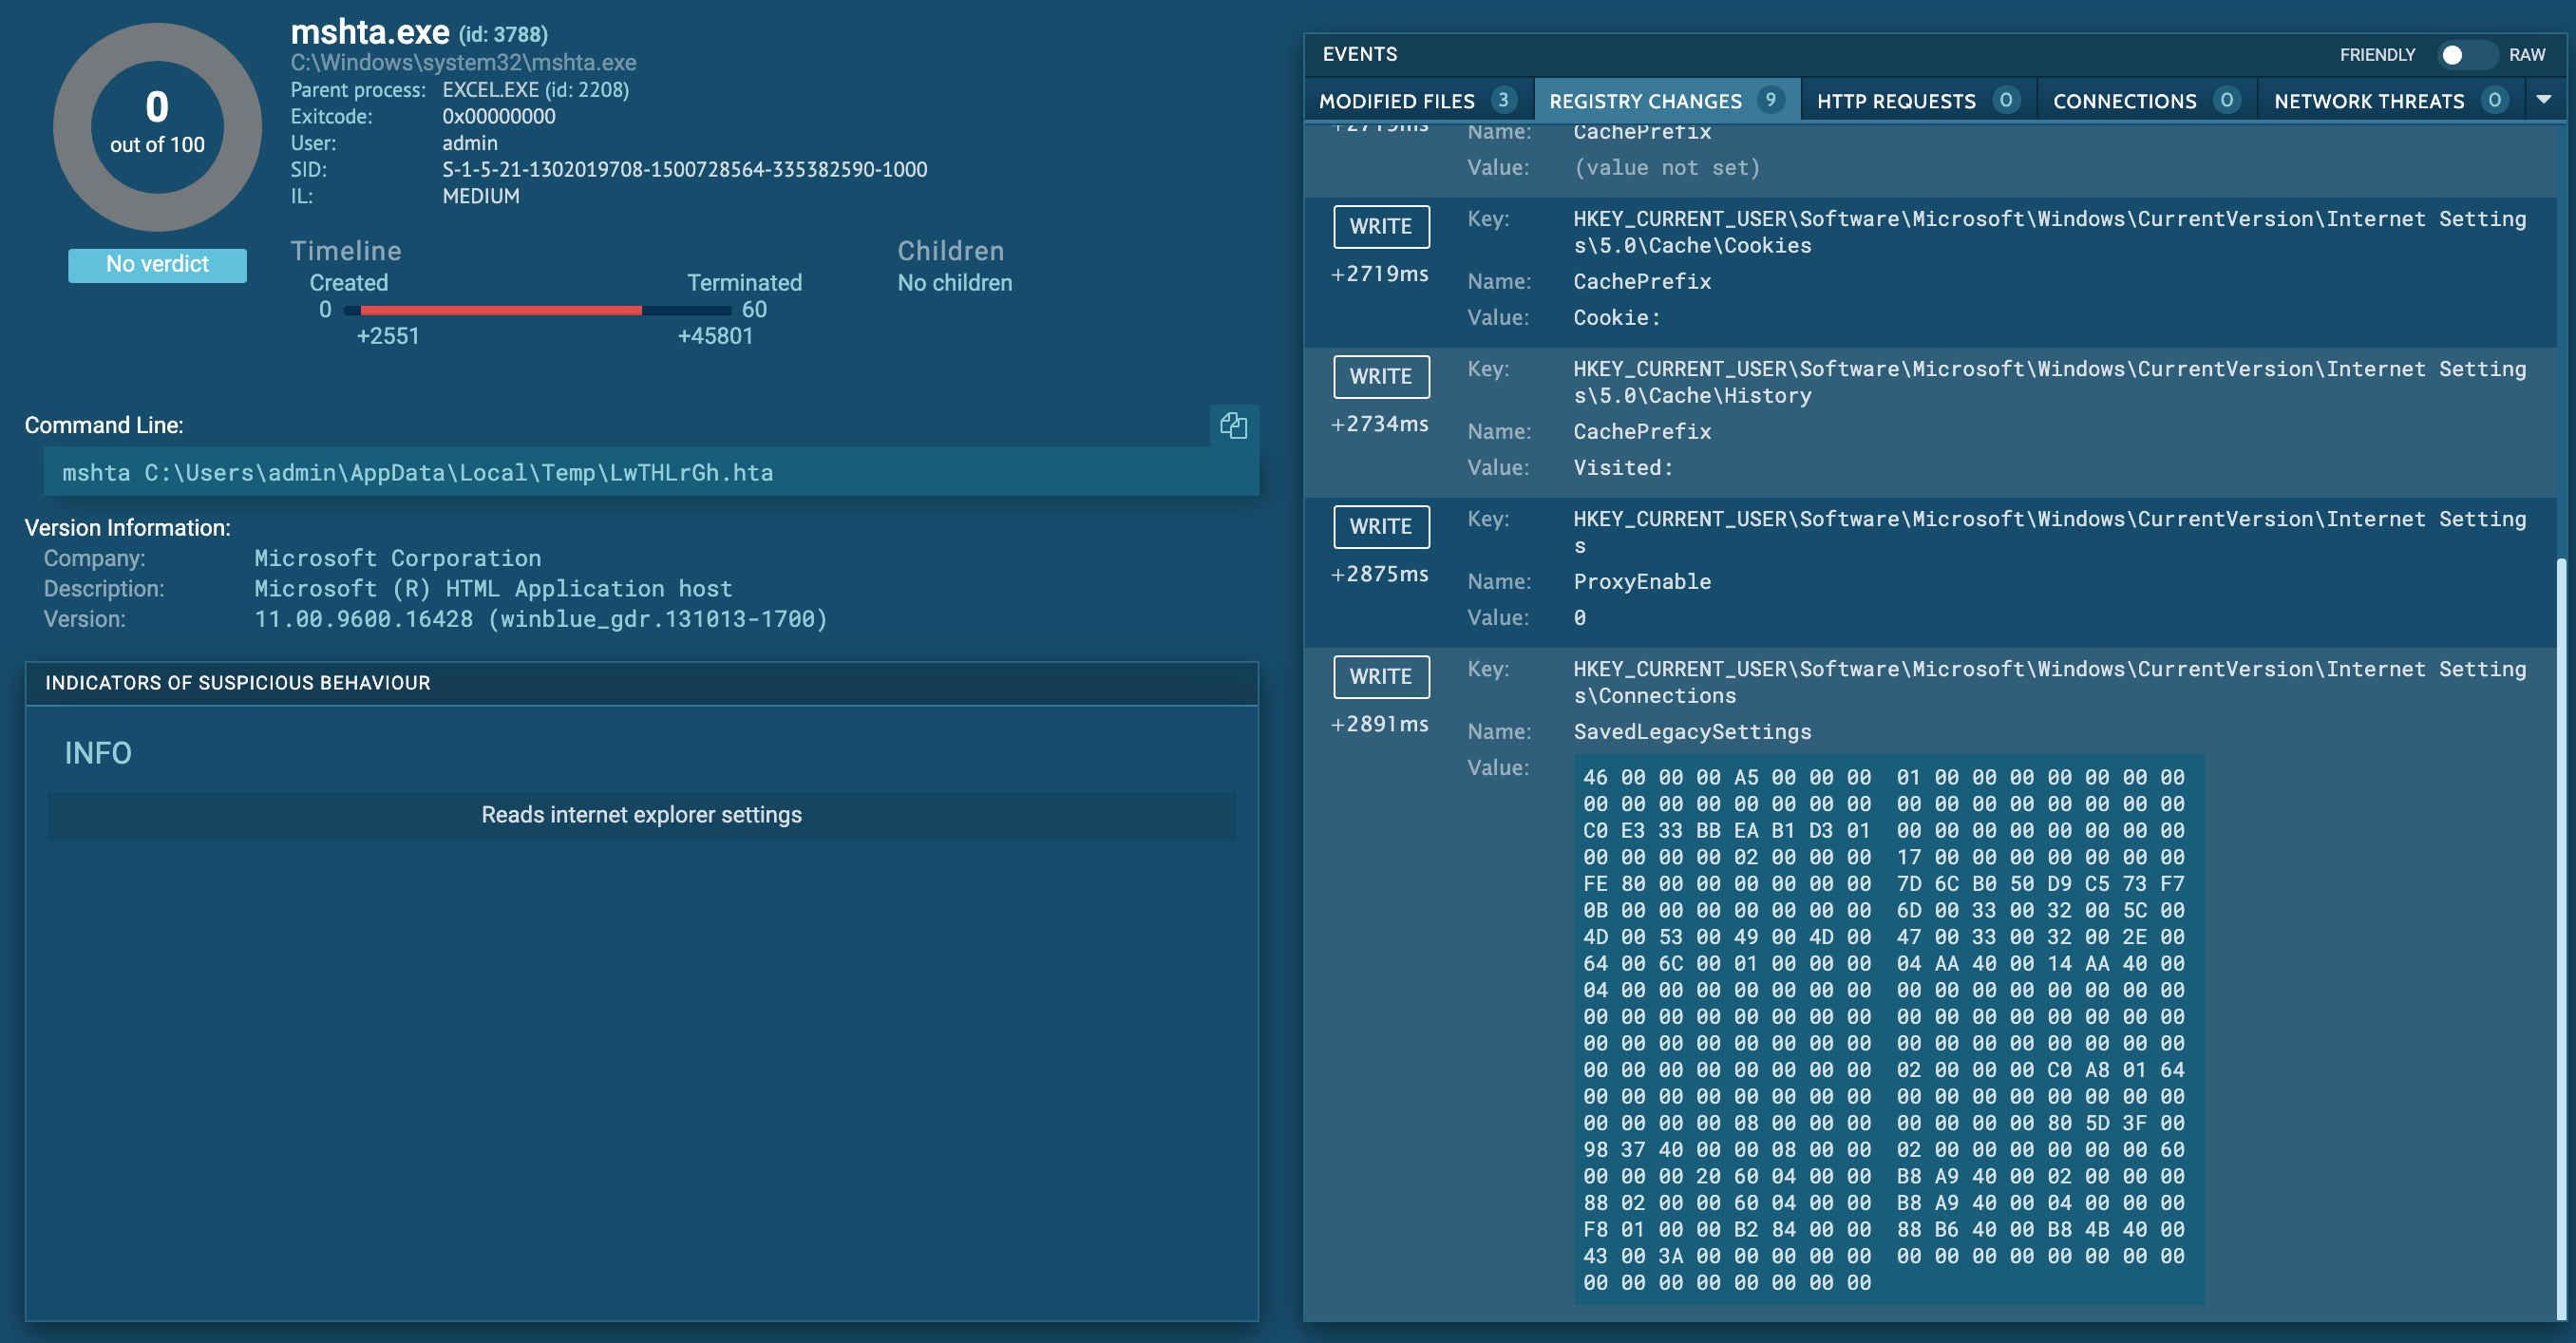 0
out of 100
No verdict
mshta.exe (id: 3788)
C:\Windows\system32\mshta.exe
Parent process: EXCEL.EXE (id: 2208)
Exitcode: 0x00000000
User: admin
SID: S-1-5-21-1302019708-1500728564-335382590-1000
IL: MEDIUM
Timeline
Created Terminated
0 60
+2551 +45801
Children
No children
Command Line:
mshta C:\Users\admin\AppData\Local\Temp\LwTHLrGh.hta
Version Information:
Company: Microsoft Corporation
Description: Microsoft (R) HTML Application host
Version: 11.00.9600.16428 (winblue_gdr.131013-1700)
INDICATORS OF SUSPICIOUS BEHAVIOUR
INFO
Reads internet explorer settings
EVENTS FRIENDLY RAW
MODIFIED FILES 3 REGISTRY CHANGES 9 HTTP REQUESTS 0 CONNECTIONS 0 NETWORK THREATS 0
+2719ms Name: CachePrefix
Value: (value not set)
WRITE Key: HKEY_CURRENT_USER\Software\Microsoft\Windows\CurrentVersion\Internet Setting
s\5.0\Cache\Cookies
+2719ms Name: CachePrefix
Value: Cookie:
WRITE Key: HKEY_CURRENT_USER\Software\Microsoft\Windows\CurrentVersion\Internet Setting
s\5.0\Cache\History
+2734ms Name: CachePrefix
Value: Visited:
WRITE Key: HKEY_CURRENT_USER\Software\Microsoft\Windows\CurrentVersion\Internet Setting
s
+2875ms Name: ProxyEnable
Value: 0
WRITE Key: HKEY_CURRENT_USER\Software\Microsoft\Windows\CurrentVersion\Internet Setting
s\Connections
+2891ms Name: SavedLegacySettings
Value:
46 00 00 00 A5 00 00 00 01 00 00 00 00 00 00 00
00 00 00 00 00 00 00 00 00 00 00 00 00 00 00 00
C0 E3 33 BB EA B1 D3 01 00 00 00 00 00 00 00 00
00 00 00 00 02 00 00 00 17 00 00 00 00 00 00 00
FE 80 00 00 00 00 00 00 7D 6C B0 50 D9 C5 73 F7
0B 00 00 00 00 00 00 00 6D 00 33 00 32 00 5C 00
4D 00 53 00 49 00 4D 00 47 00 33 00 32 00 2E 00
64 00 6C 00 01 00 00 00 04 AA 40 00 14 AA 40 00
04 00 00 00 00 00 00 00 00 00 00 00 00 00 00 00
00 00 00 00 00 00 00 00 00 00 00 00 00 00 00 00
00 00 00 00 00 00 00 00 00 00 00 00 00 00 00 00
00 00 00 00 00 00 00 00 02 00 00 00 C0 A8 01 64
00 00 00 00 00 00 00 00 00 00 00 00 00 00 00 00
00 00 00 00 08 00 00 00 00 00 00 00 80 5D 3F 00
98 37 40 00 00 08 00 00 02 00 00 00 00 00 00 60
00 00 00 20 60 04 00 00 B8 A9 40 00 02 00 00 00
88 02 00 00 60 04 00 00 B8 A9 40 00 04 00 00 00
F8 01 00 00 B2 84 00 00 88 B6 40 00 B8 4B 40 00
43 00 3A 00 00 00 00 00 00 00 00 00 00 00 00 00
00 00 00 00 00 00 00 00